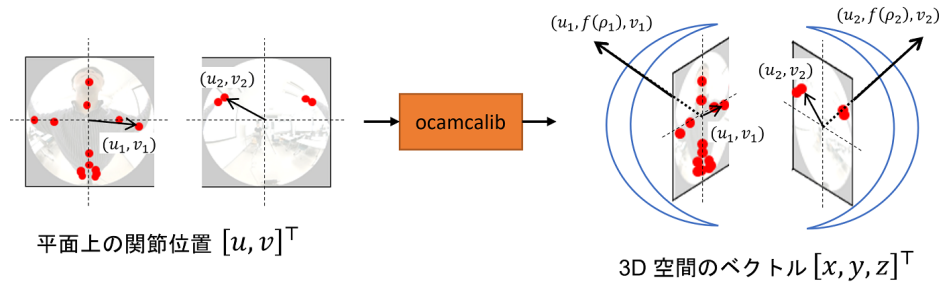 (u₂, v₂)
(u₁, v₁)
平面上の関節位置 [u, v]⊤
ocamcalib
(u₁, f(ρ₁), v₁)
(u₂, f(ρ₂), v₂)
(u₂, v₂)
(u₁, v₁)
3D 空間のベクトル [x, y, z]⊤